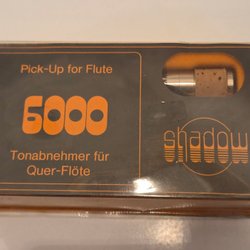 Pick-Up for Flute
6000
shadow
Tonabnehmer für
Quer-Flöte